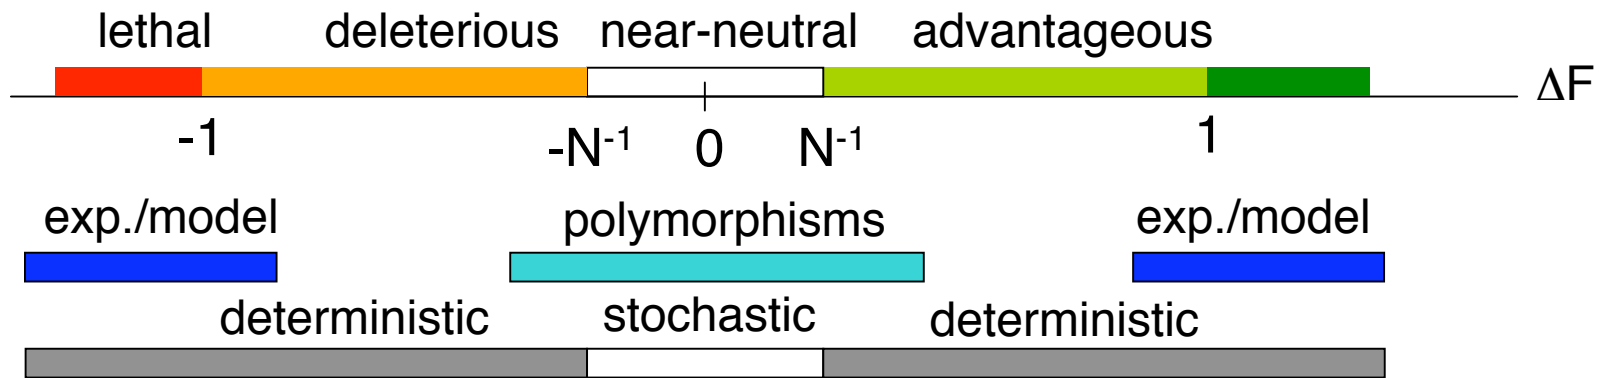 lethal deleterious near-neutral advantageous
ΔF
-1 -N⁻¹ 0 N⁻¹ 1
exp./model polymorphisms exp./model
deterministic stochastic deterministic